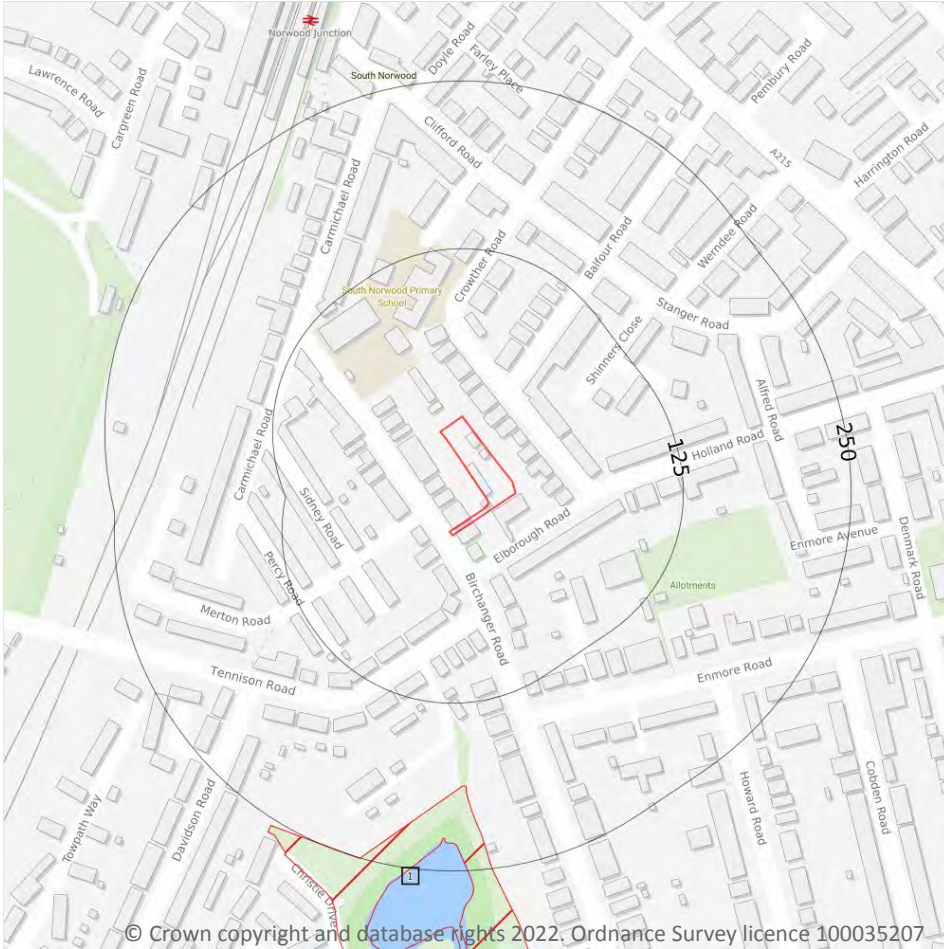 Norwood Junction
South Norwood
Doyle Road
Farley Place
Pembury Road
Lawrence Road
Cargreen Road
Clifford Road
A215
Harrington Road
Carmichael Road
Werndee Road
Balfour Road
Crowther Road
South Norwood Primary
School
Stanger Road
Shinners Close
Alfred Road
250
125
Holland Road
Carmichael Road
Sidney Road
Elborough Road
Enmore Avenue
Denmark Road
Percy Road
Allotments
Merton Road
Birchanger Road
Tennison Road
Enmore Road
Towpath Way
Davidson Road
Howard Road
Cobden Road
1
Christie Drive
© Crown copyright and database rights 2022. Ordnance Survey licence 100035207